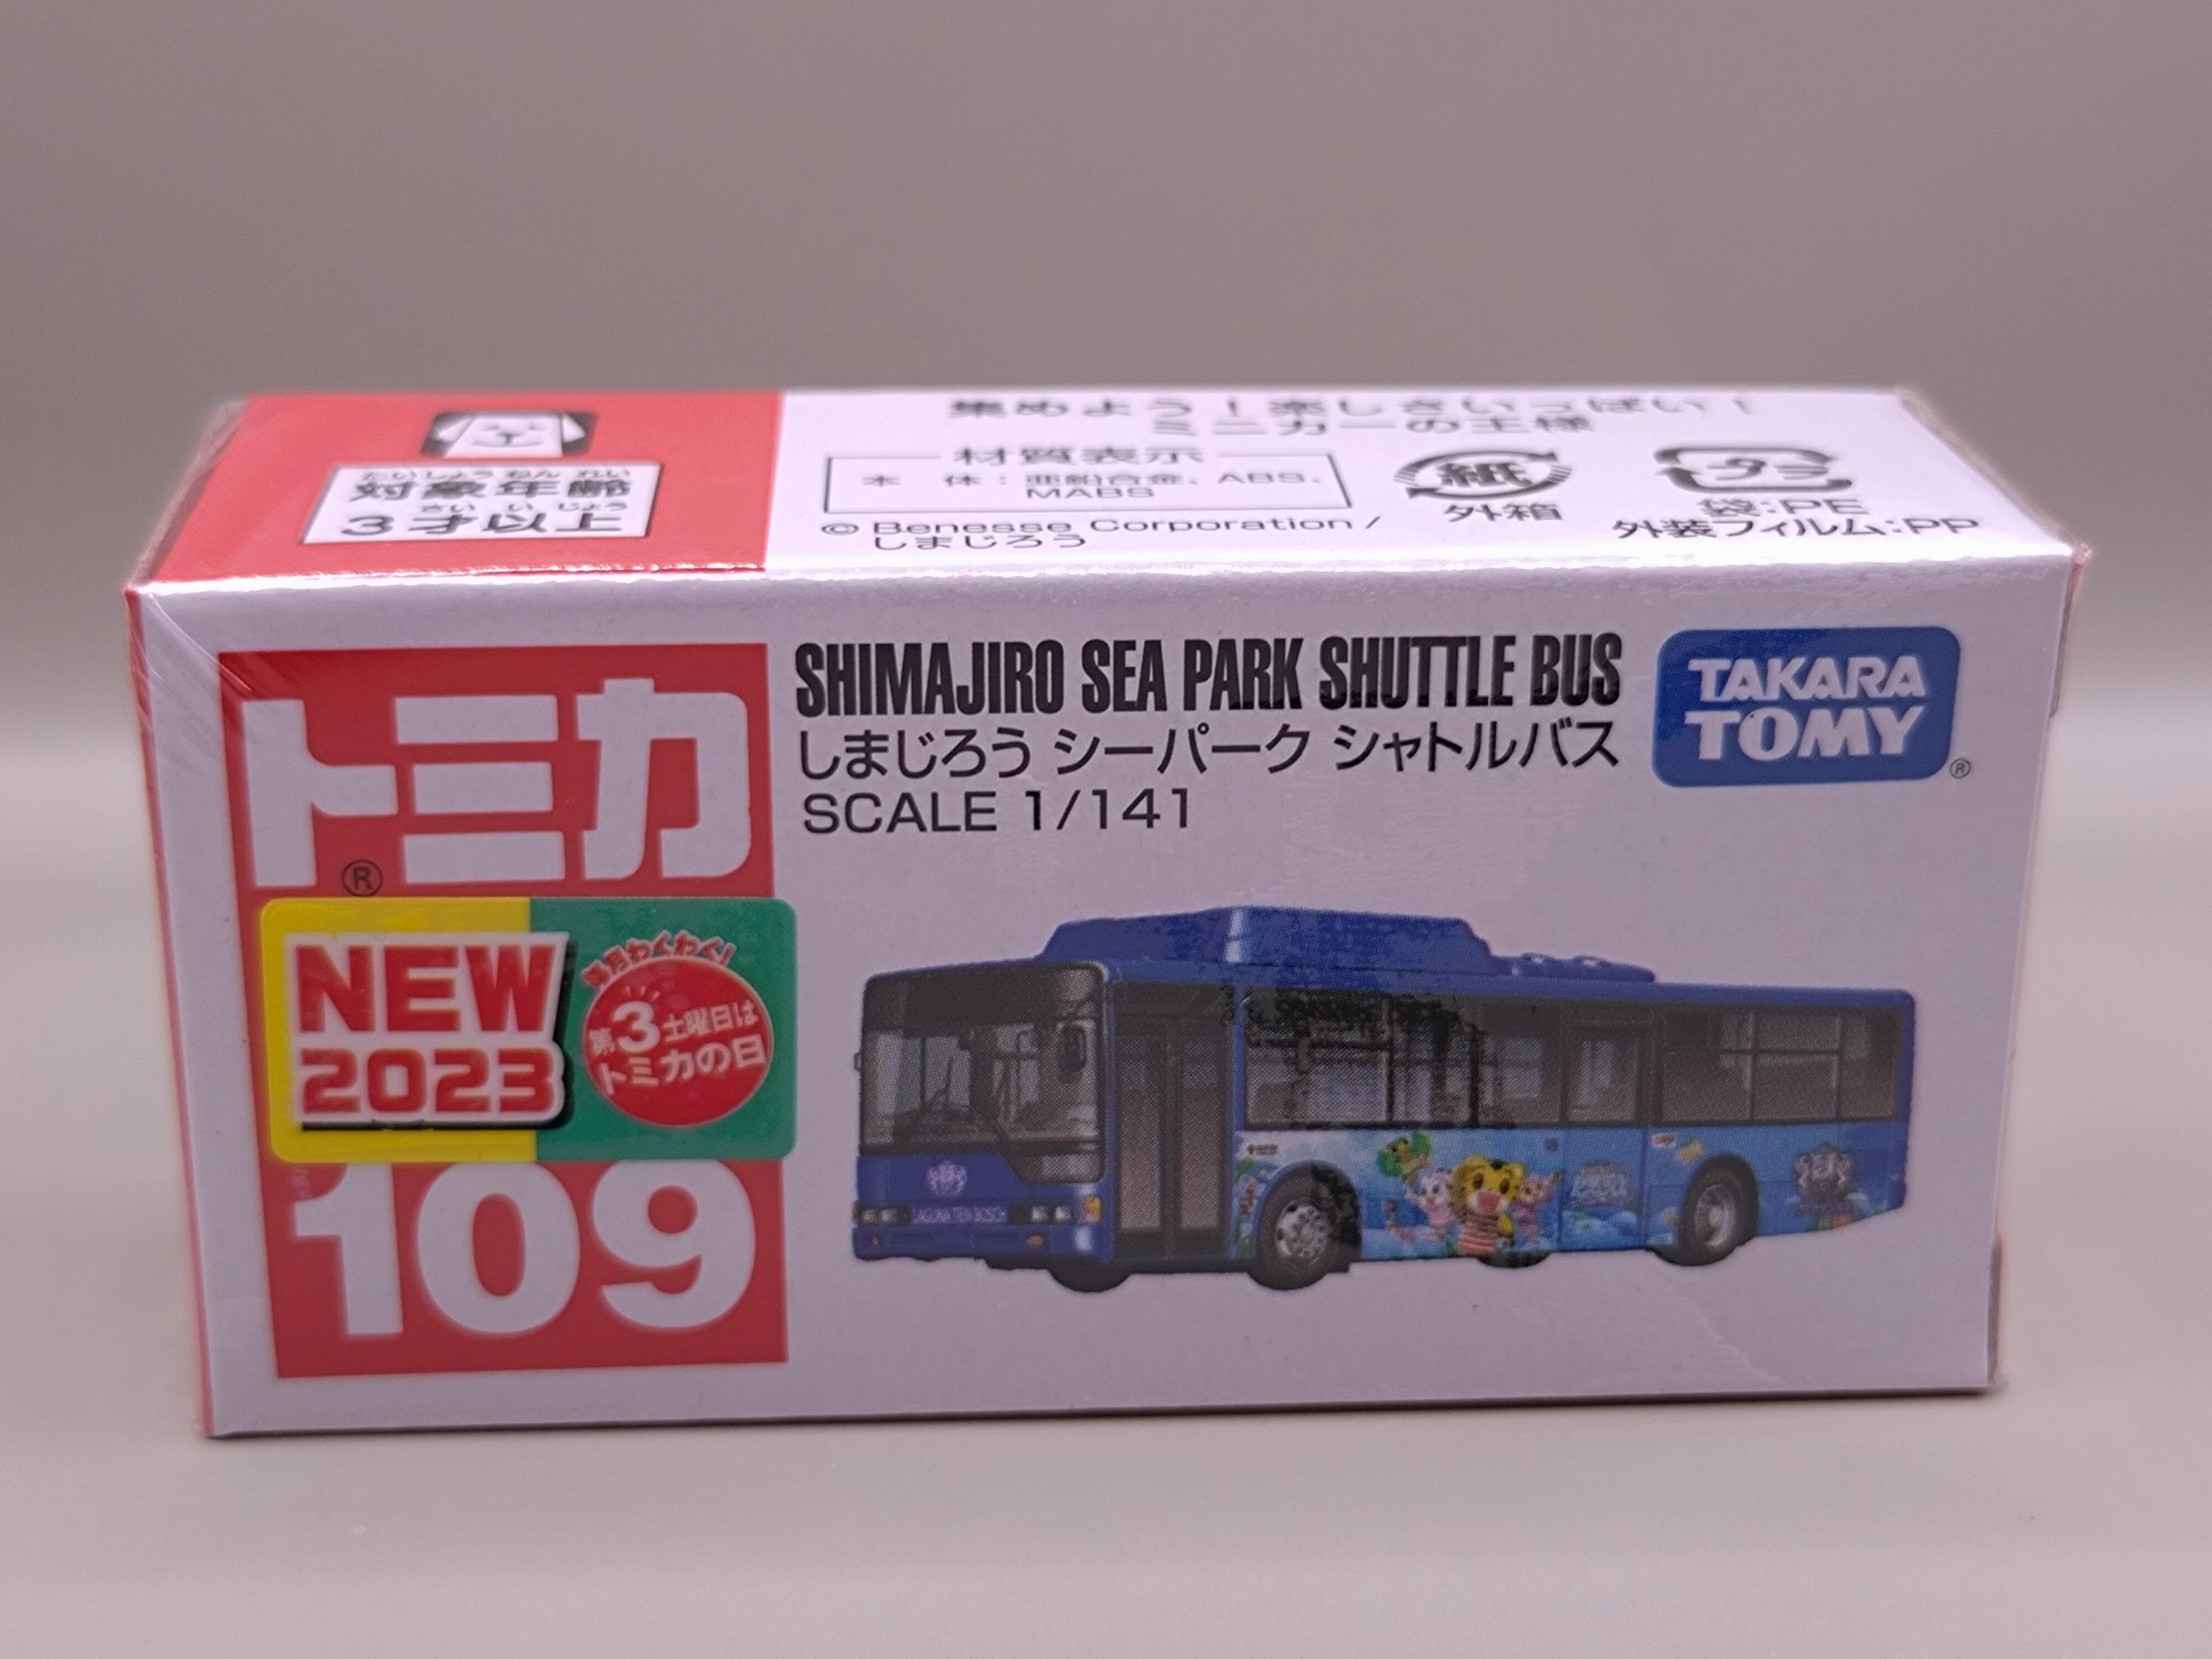 たいしょう ねん れい
対象年齢
さい い じょう
3才以上
集めよう!楽しさいっぱい!
ミニカーの王様
材質表示
本 体:亜鉛合金、ABS、
MABS
© Benesse Corporation/
しまじろう
紙
外箱
プラ
袋:PE
外装フィルム:PP
トミカ
®
SHIMAJIRO SEA PARK SHUTTLE BUS
しまじろう シーパーク シャトルバス
SCALE 1/141
TAKARA
TOMY
®
NEW
2023
毎月わくわく!
第3土曜日は
トミカの日
109
LAGUNA TEN BOSCH